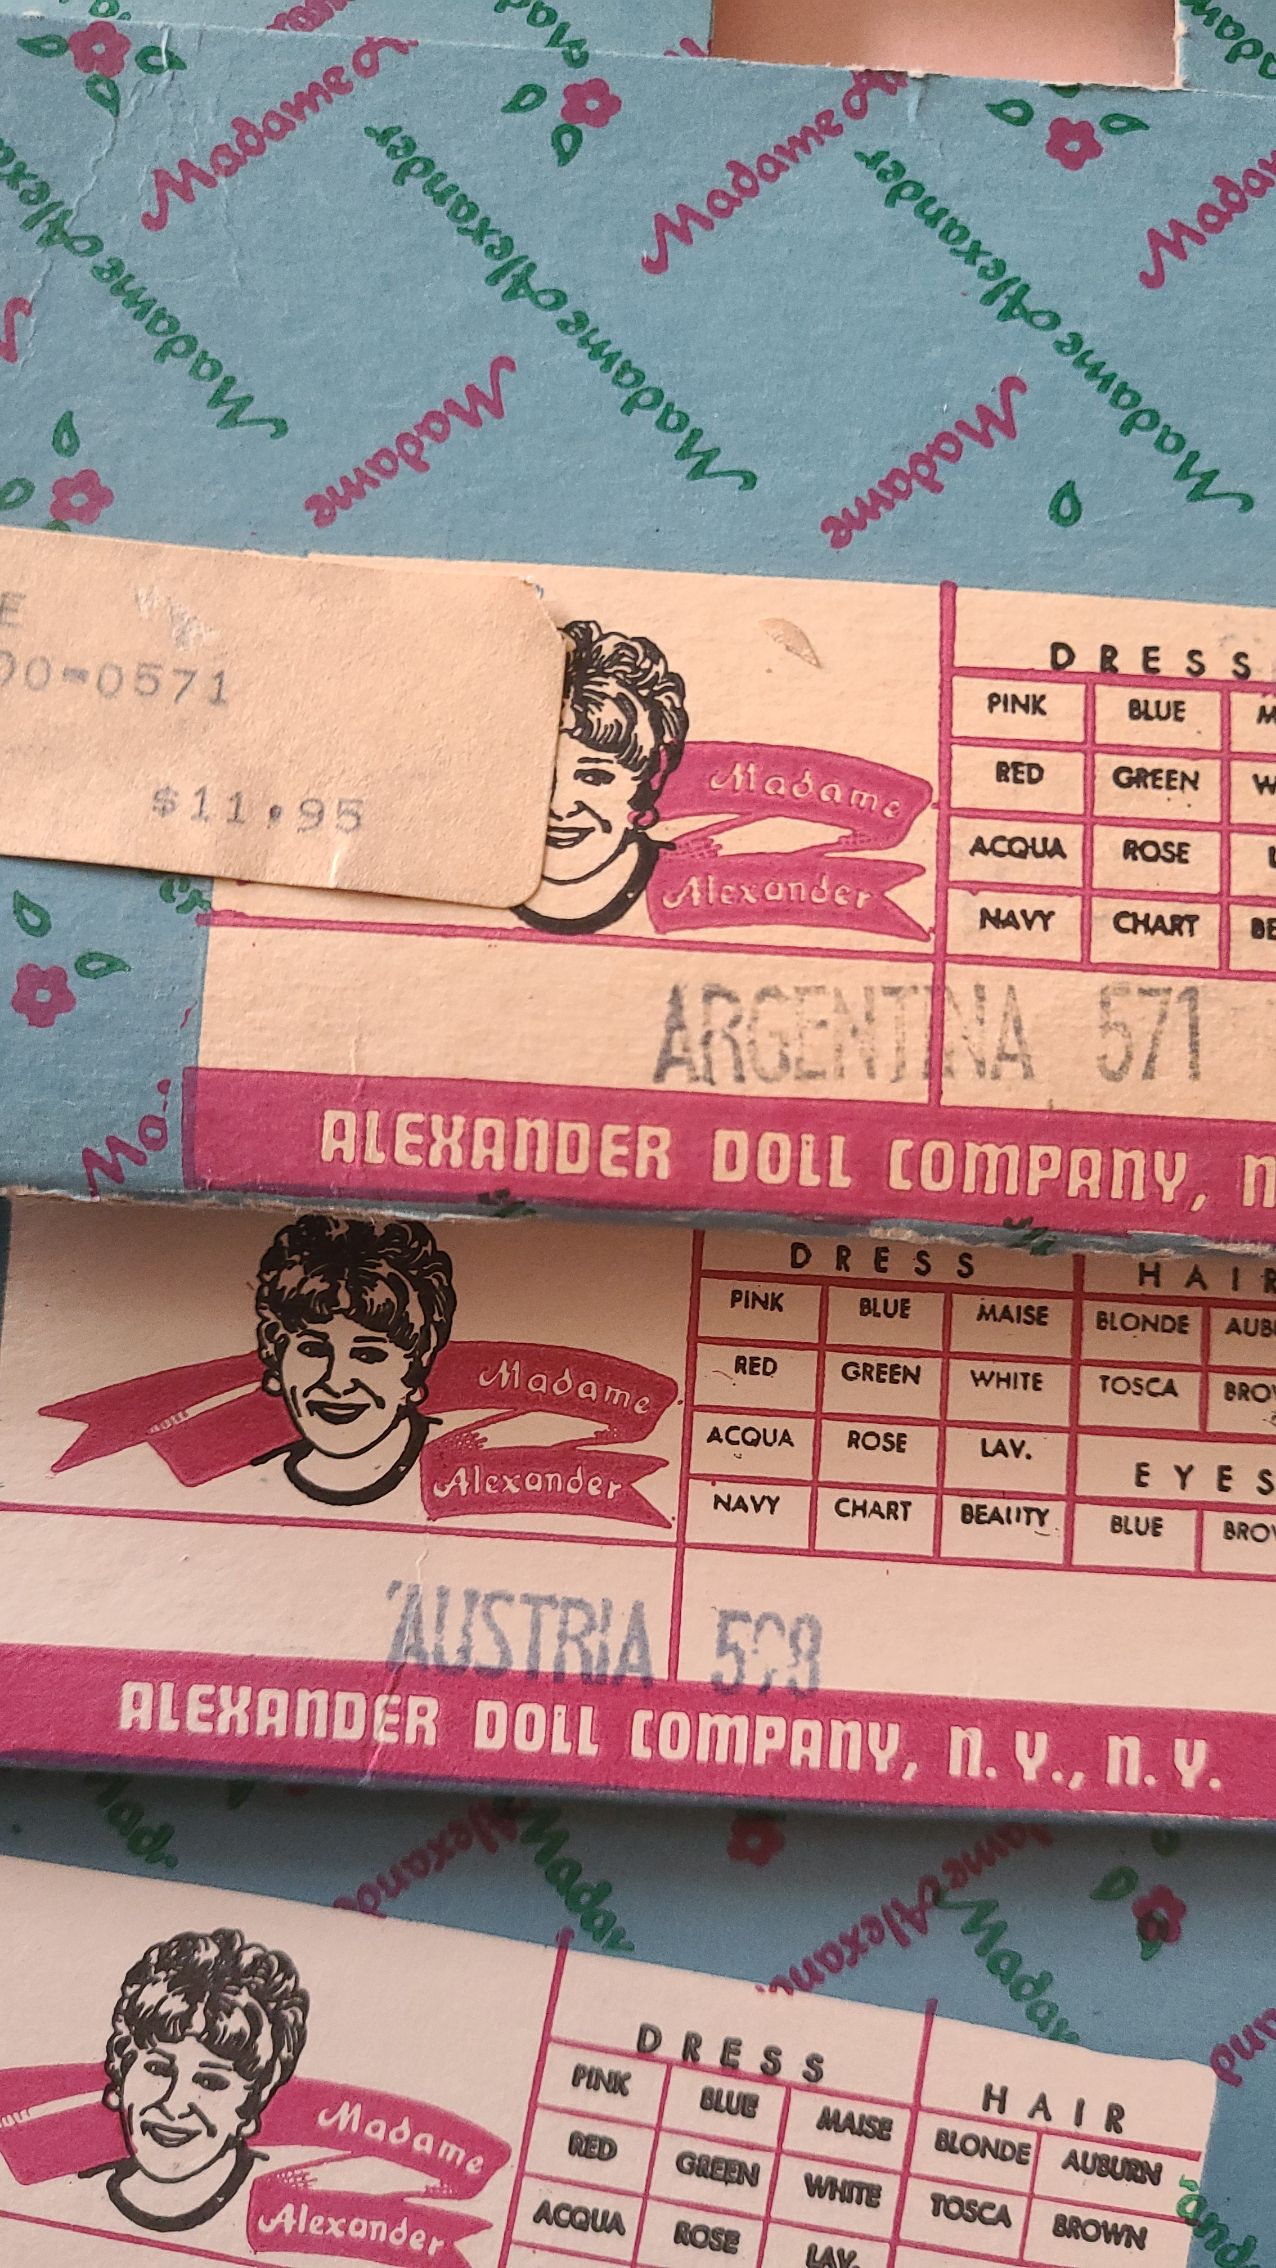 Madame
Madame
Madame Alexander
Madame Alexander
Madame Alexander
Madame
Madame
00-0571
$11.95
Madame
Alexander
DRESS
PINK BLUE
RED GREEN
ACQUA ROSE
NAVY CHART
ARGENTINA 571
ALEXANDER DOLL COMPANY,
Madame
Alexander
DRESS
PINK BLUE MAISE BLONDE
RED GREEN WHITE TOSCA
ACQUA ROSE LAV.
EYES
NAVY CHART BEAUTY BLUE
AUSTRIA
ALEXANDER DOLL COMPANY, N.Y., N.Y.
Madame
Alexander
DRESS HAIR
PINK BLUE MAISE BLONDE AUBURN
RED GREEN WHITE TOSCA BROWN
ACQUA ROSE LAV.